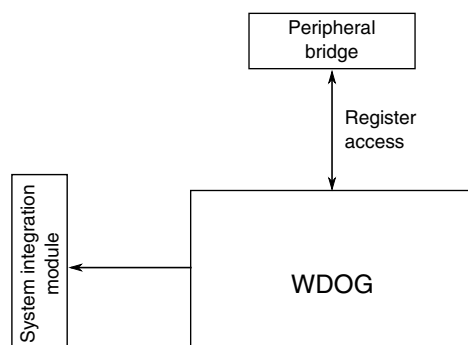 Peripheral
bridge
Register
access
System integration
module
WDOG